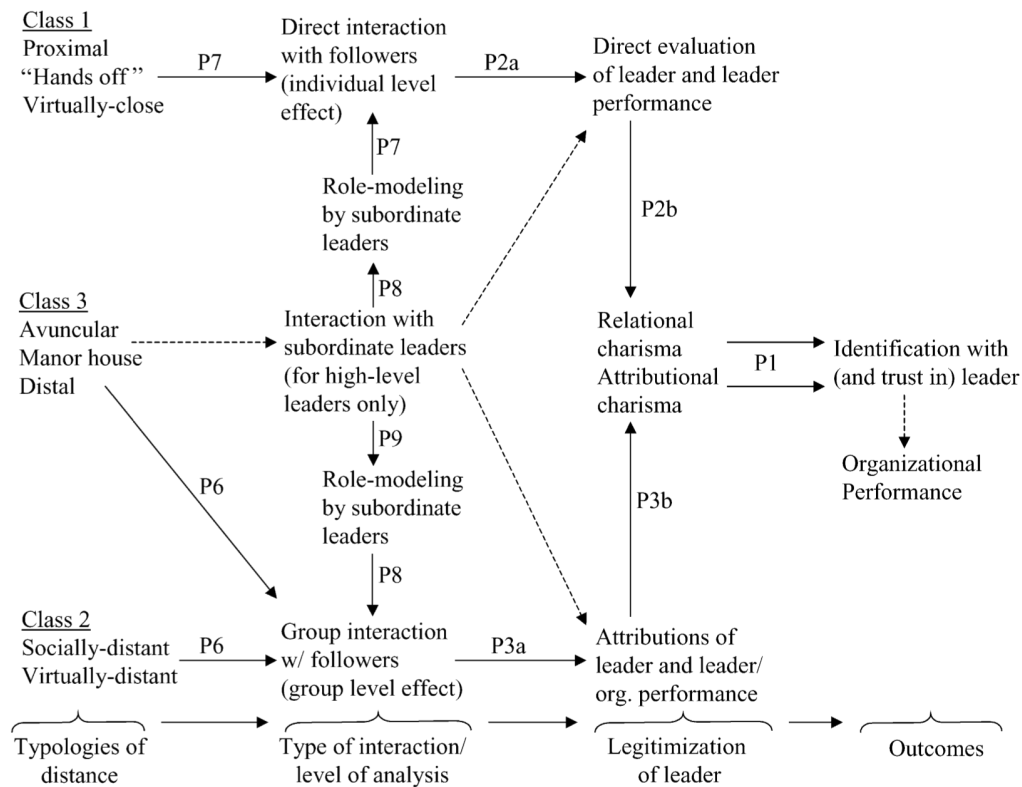 Class 1
Proximal
“Hands off”
Virtually-close
P7
Direct interaction
with followers
(individual level
effect)
P2a
Direct evaluation
of leader and leader
performance
P7
Role-modeling
by subordinate
leaders
P2b
P8
Class 3
Avuncular
Manor house
Distal
Interaction with
subordinate leaders
(for high-level
leaders only)
Relational
charisma
Attributional
charisma
P1
Identification with
(and trust in) leader
P9
Organizational
Performance
P6
Role-modeling
by subordinate
leaders
P3b
P8
Class 2
Socially-distant
Virtually-distant
P6
Group interaction
w/ followers
(group level effect)
P3a
Attributions of
leader and leader/
org. performance
Typologies of
distance
Type of interaction/
level of analysis
Legitimization
of leader
Outcomes